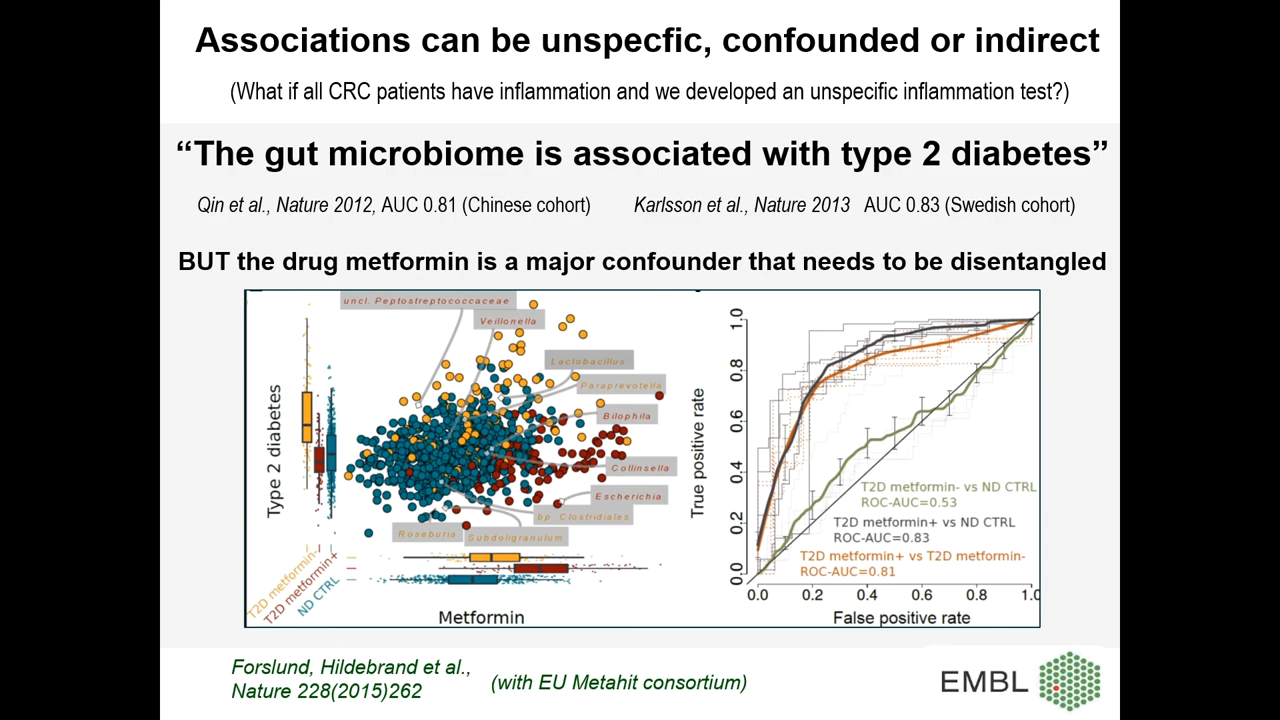 Associations can be unspecfic, confounded or indirect
(What if all CRC patients have inflammation and we developed an unspecific inflammation test?)
“The gut microbiome is associated with type 2 diabetes”
Qin et al., Nature 2012, AUC 0.81 (Chinese cohort) Karlsson et al., Nature 2013 AUC 0.83 (Swedish cohort)
BUT the drug metformin is a major confounder that needs to be disentangled
uncl. Peptostreptococcaceae
Veillonella
Lactobacillus
Paraprevotella
Bilophila
Collinsella
Escherichia
bp Clostridiales
Roseburia
Subdoligranulum
Type 2 diabetes
T2D metformin-
T2D metformin+
ND CTRL
Metformin
True positive rate
1.0
0.8
0.6
0.4
0.2
0.0
T2D metformin- vs ND CTRL
ROC-AUC=0.53
T2D metformin+ vs ND CTRL
ROC-AUC=0.83
T2D metformin+ vs T2D metformin-
ROC-AUC=0.81
0.0 0.2 0.4 0.6 0.8 1.0
False positive rate
Forslund, Hildebrand et al.,
Nature 228(2015)262
(with EU Metahit consortium)
EMBL